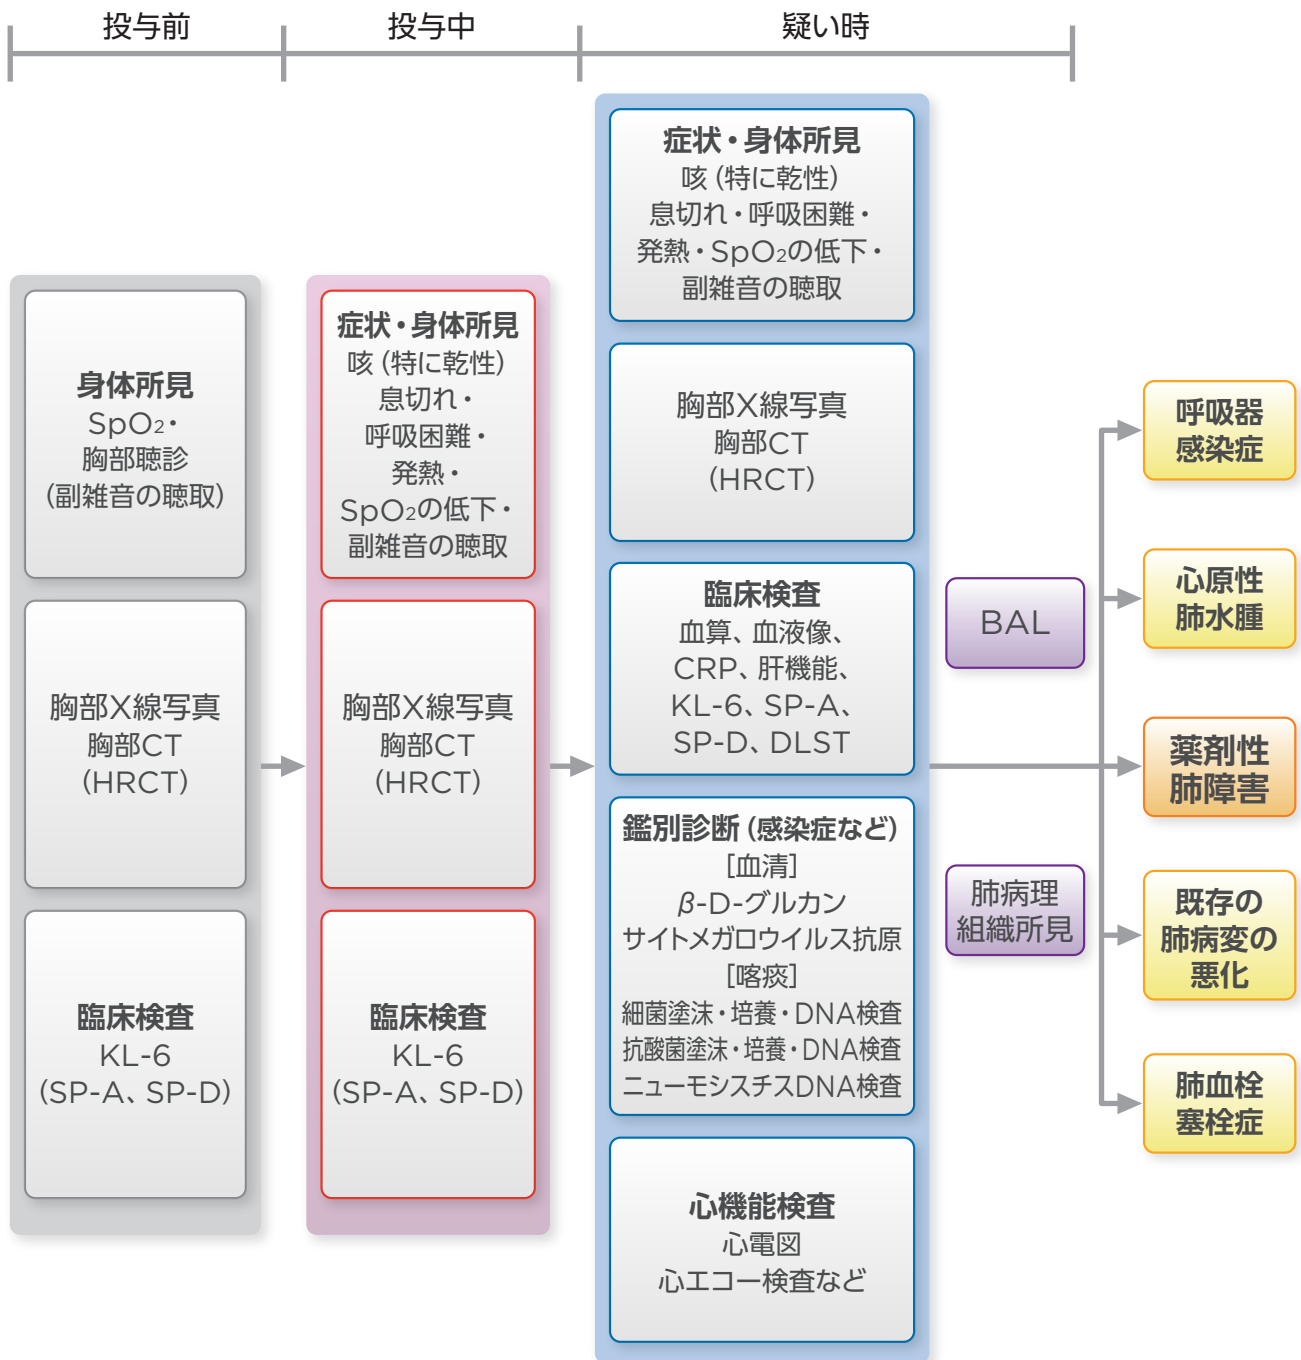 投与前
投与中
疑い時
身体所見
SpO₂・
胸部聴診
(副雑音の聴取)
胸部X線写真
胸部CT
(HRCT)
臨床検査
KL-6
(SP-A、SP-D)
症状・身体所見
咳 (特に乾性)
息切れ・
呼吸困難・
発熱・
SpO₂の低下・
副雑音の聴取
胸部X線写真
胸部CT
(HRCT)
臨床検査
KL-6
(SP-A、SP-D)
症状・身体所見
咳 (特に乾性)
息切れ・呼吸困難・
発熱・SpO₂の低下・
副雑音の聴取
胸部X線写真
胸部CT
(HRCT)
臨床検査
血算、血液像、
CRP、肝機能、
KL-6、SP-A、
SP-D、DLST
鑑別診断 (感染症など)
[血清]
β-D-グルカン
サイトメガロウイルス抗原
[喀痰]
細菌塗沫・培養・DNA検査
抗酸菌塗沫・培養・DNA検査
ニューモシスチスDNA検査
心機能検査
心電図
心エコー検査など
BAL
肺病理
組織所見
呼吸器
感染症
心原性
肺水腫
薬剤性
肺障害
既存の
肺病変の
悪化
肺血栓
塞栓症